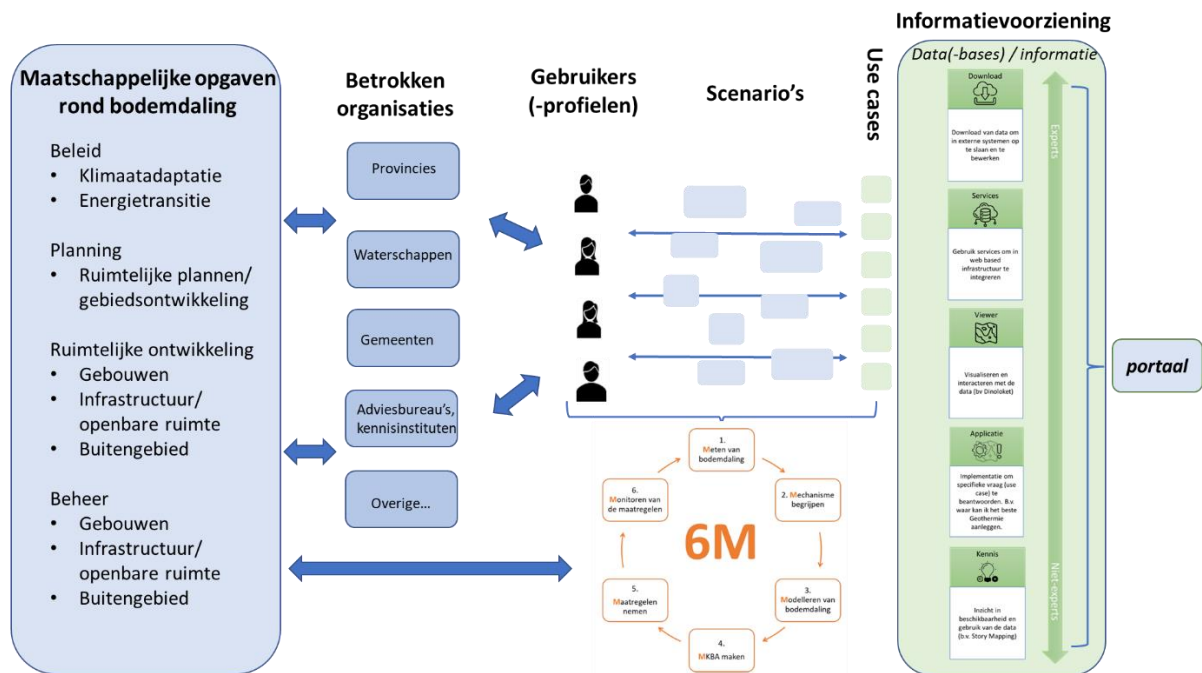 Maatschappelijke opgaven
rond bodemdaling
Beleid
• Klimaatadaptatie
• Energietransitie
Planning
• Ruimtelijke plannen/
gebiedsontwikkeling
Ruimtelijke ontwikkeling
• Gebouwen
• Infrastructuur/
openbare ruimte
• Buitengebied
Beheer
• Gebouwen
• Infrastructuur/
openbare ruimte
• Buitengebied
Betrokken
organisaties
Provincies
Waterschappen
Gemeenten
Adviesbureau's,
kennisinstituten
Overige...
Gebruikers
(-profielen)
Scenario's
Use cases
6M
1.
Meten van
bodemdaling
2. Mechanisme
begrijpen
3.
Modelleren van
bodemdaling
4.
MKBA maken
5.
Maatregelen
nemen
6.
Monitoren van
de maatregelen
Informatievoorziening
Data(-bases) / informatie
Download
Download van data om
in externe systemen op
te slaan en te
bewerken
Services
Gebruik services om in
web based
infrastructuur te
integreren
Viewer
Visualiseren en
interactoren met de
data (bv Dinoloket)
Applicatie
Implementatie om
specifieke vraag (use
case) te
beantwoorden. B.v.
waar kan ik het beste
Geothermie
aanleggen.
Kennis
Inzicht in
beschikbaarheid en
gebruik van de data
(b.v. Story Mapping)
Experts
Niet-experts
portaal